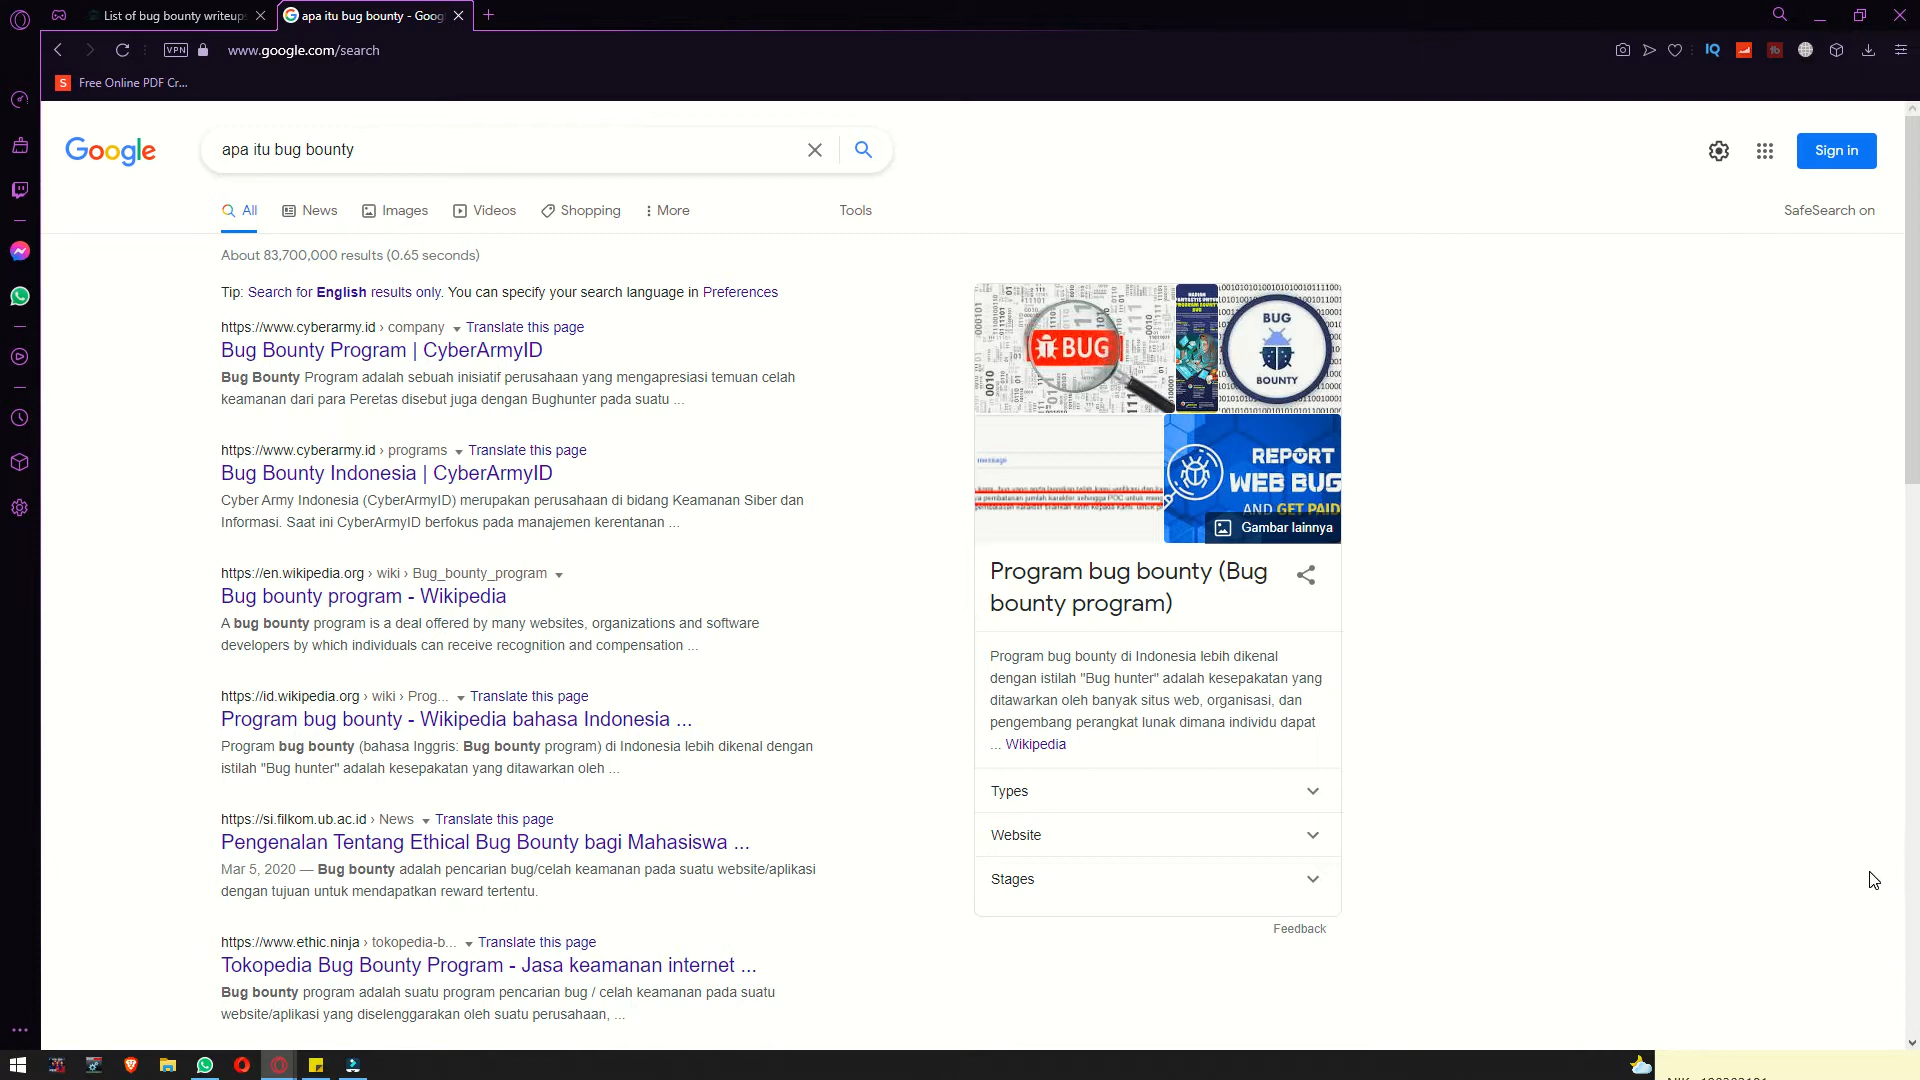 List of bug bounty writeups
apa itu bug bounty - Goog
VPN
www.google.com/search
IQ
S Free Online PDF Cr...
Google
apa itu bug bounty
Sign in
All News Images Videos Shopping More Tools SafeSearch on
About 83,700,000 results (0.65 seconds)
Tip: Search for English results only. You can specify your search language in Preferences
https://www.cyberarmy.id › company Translate this page
Bug Bounty Program | CyberArmyID
Bug Bounty Program adalah sebuah inisiatif perusahaan yang mengapresiasi temuan celah
keamanan dari para Peretas disebut juga dengan Bughunter pada suatu ...
https://www.cyberarmy.id › programs Translate this page
Bug Bounty Indonesia | CyberArmyID
Cyber Army Indonesia (CyberArmyID) merupakan perusahaan di bidang Keamanan Siber dan
Informasi. Saat ini CyberArmyID berfokus pada manajemen kerentanan ...
https://en.wikipedia.org › wiki › Bug_bounty_program
Bug bounty program - Wikipedia
A bug bounty program is a deal offered by many websites, organizations and software
developers by which individuals can receive recognition and compensation ...
https://id.wikipedia.org › wiki › Prog... Translate this page
Program bug bounty - Wikipedia bahasa Indonesia ...
Program bug bounty (bahasa Inggris: Bug bounty program) di Indonesia lebih dikenal dengan
istilah "Bug hunter" adalah kesepakatan yang ditawarkan oleh ...
https://si.filkom.ub.ac.id › News Translate this page
Pengenalan Tentang Ethical Bug Bounty bagi Mahasiswa ...
Mar 5, 2020 — Bug bounty adalah pencarian bug/celah keamanan pada suatu website/aplikasi
dengan tujuan untuk mendapatkan reward tertentu.
https://www.ethic.ninja › tokopedia-b... Translate this page
Tokopedia Bug Bounty Program - Jasa keamanan internet ...
Bug bounty program adalah suatu program pencarian bug / celah keamanan pada suatu
website/aplikasi yang diselenggarakan oleh suatu perusahaan, ...
BUG
BUG
BOUNTY
message
REPORT
WEB BUG
AND GET PAID
Gambar lainnya
Program bug bounty (Bug
bounty program)
Program bug bounty di Indonesia lebih dikenal
dengan istilah "Bug hunter" adalah kesepakatan yang
ditawarkan oleh banyak situs web, organisasi, dan
pengembang perangkat lunak dimana individu dapat
... Wikipedia
Types
Website
Stages
Feedback